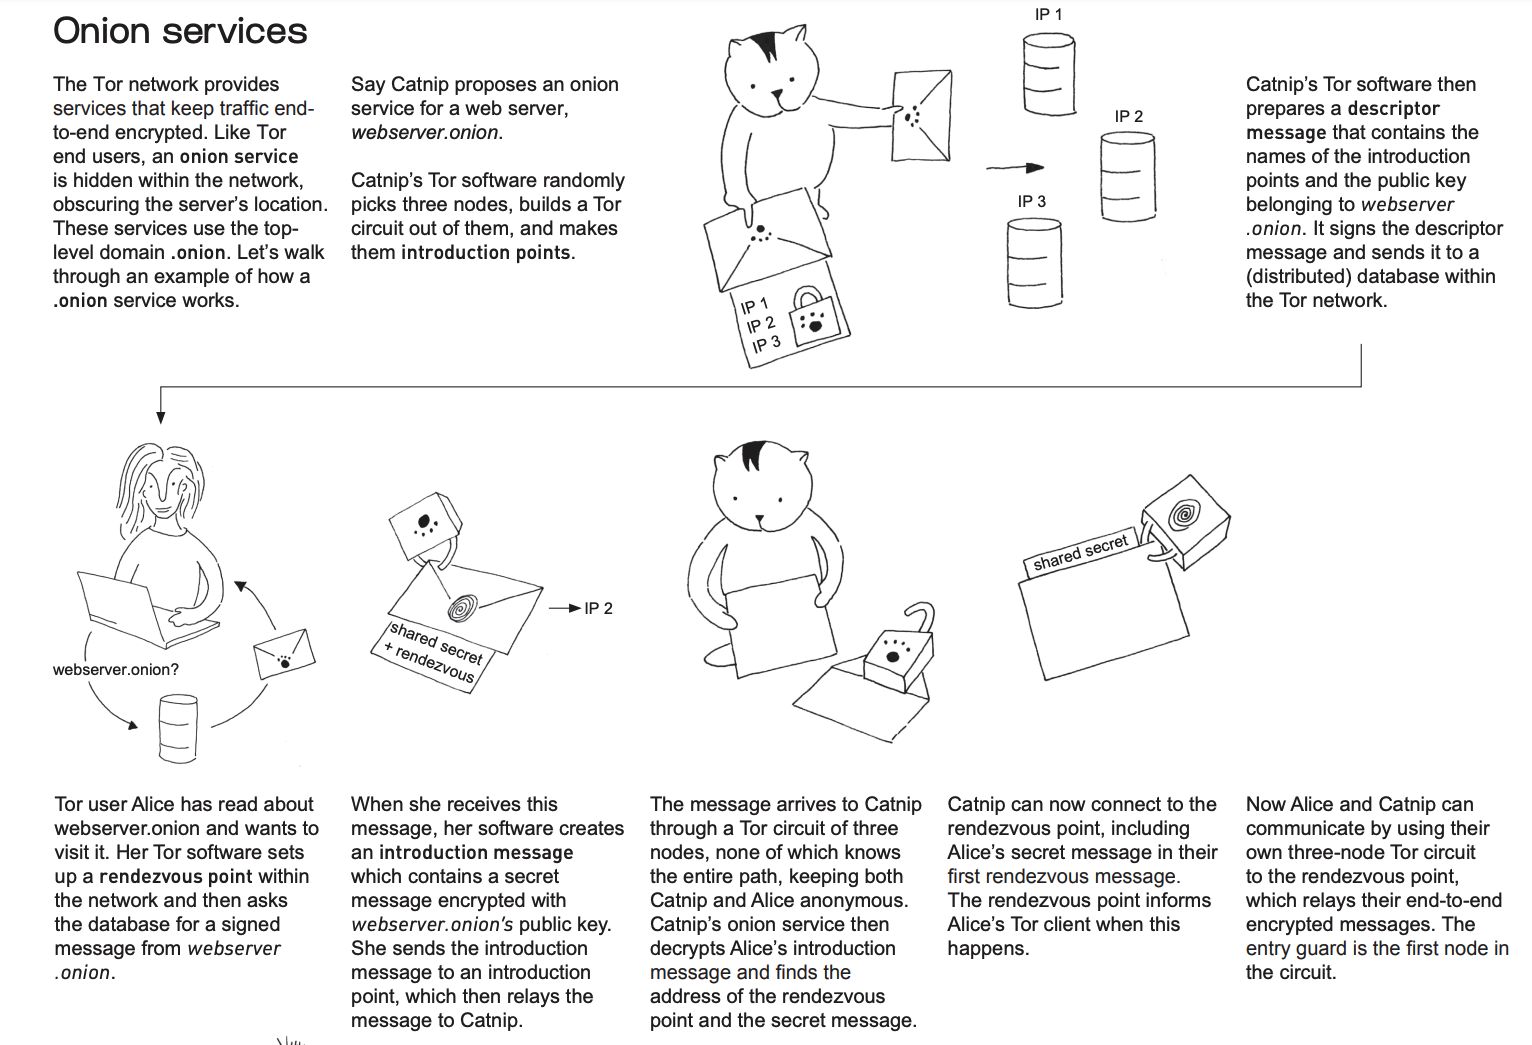 Onion services
The Tor network provides
services that keep traffic end-
to-end encrypted. Like Tor
end users, an onion service
is hidden within the network,
obscuring the server's location.
These services use the top-
level domain .onion. Let's walk
through an example of how a
.onion service works.
Say Catnip proposes an onion
service for a web server,
webserver.onion.
Catnip's Tor software randomly
picks three nodes, builds a Tor
circuit out of them, and makes
them introduction points.
IP 1
IP 2
IP 3
IP 1
IP 2
IP 3
Catnip's Tor software then
prepares a descriptor
message that contains the
names of the introduction
points and the public key
belonging to webserver
.onion. It signs the descriptor
message and sends it to a
(distributed) database within
the Tor network.
webserver.onion?
shared secret
+ rendezvous
IP 2
shared secret
Tor user Alice has read about
webserver.onion and wants to
visit it. Her Tor software sets
up a rendezvous point within
the network and then asks
the database for a signed
message from webserver
.onion.
When she receives this
message, her software creates
an introduction message
which contains a secret
message encrypted with
webserver.onion's public key.
She sends the introduction
message to an introduction
point, which then relays the
message to Catnip.
The message arrives to Catnip
through a Tor circuit of three
nodes, none of which knows
the entire path, keeping both
Catnip and Alice anonymous.
Catnip's onion service then
decrypts Alice's introduction
message and finds the
address of the rendezvous
point and the secret message.
Catnip can now connect to the
rendezvous point, including
Alice's secret message in their
first rendezvous message.
The rendezvous point informs
Alice's Tor client when this
happens.
Now Alice and Catnip can
communicate by using their
own three-node Tor circuit
to the rendezvous point,
which relays their end-to-end
encrypted messages. The
entry guard is the first node in
the circuit.